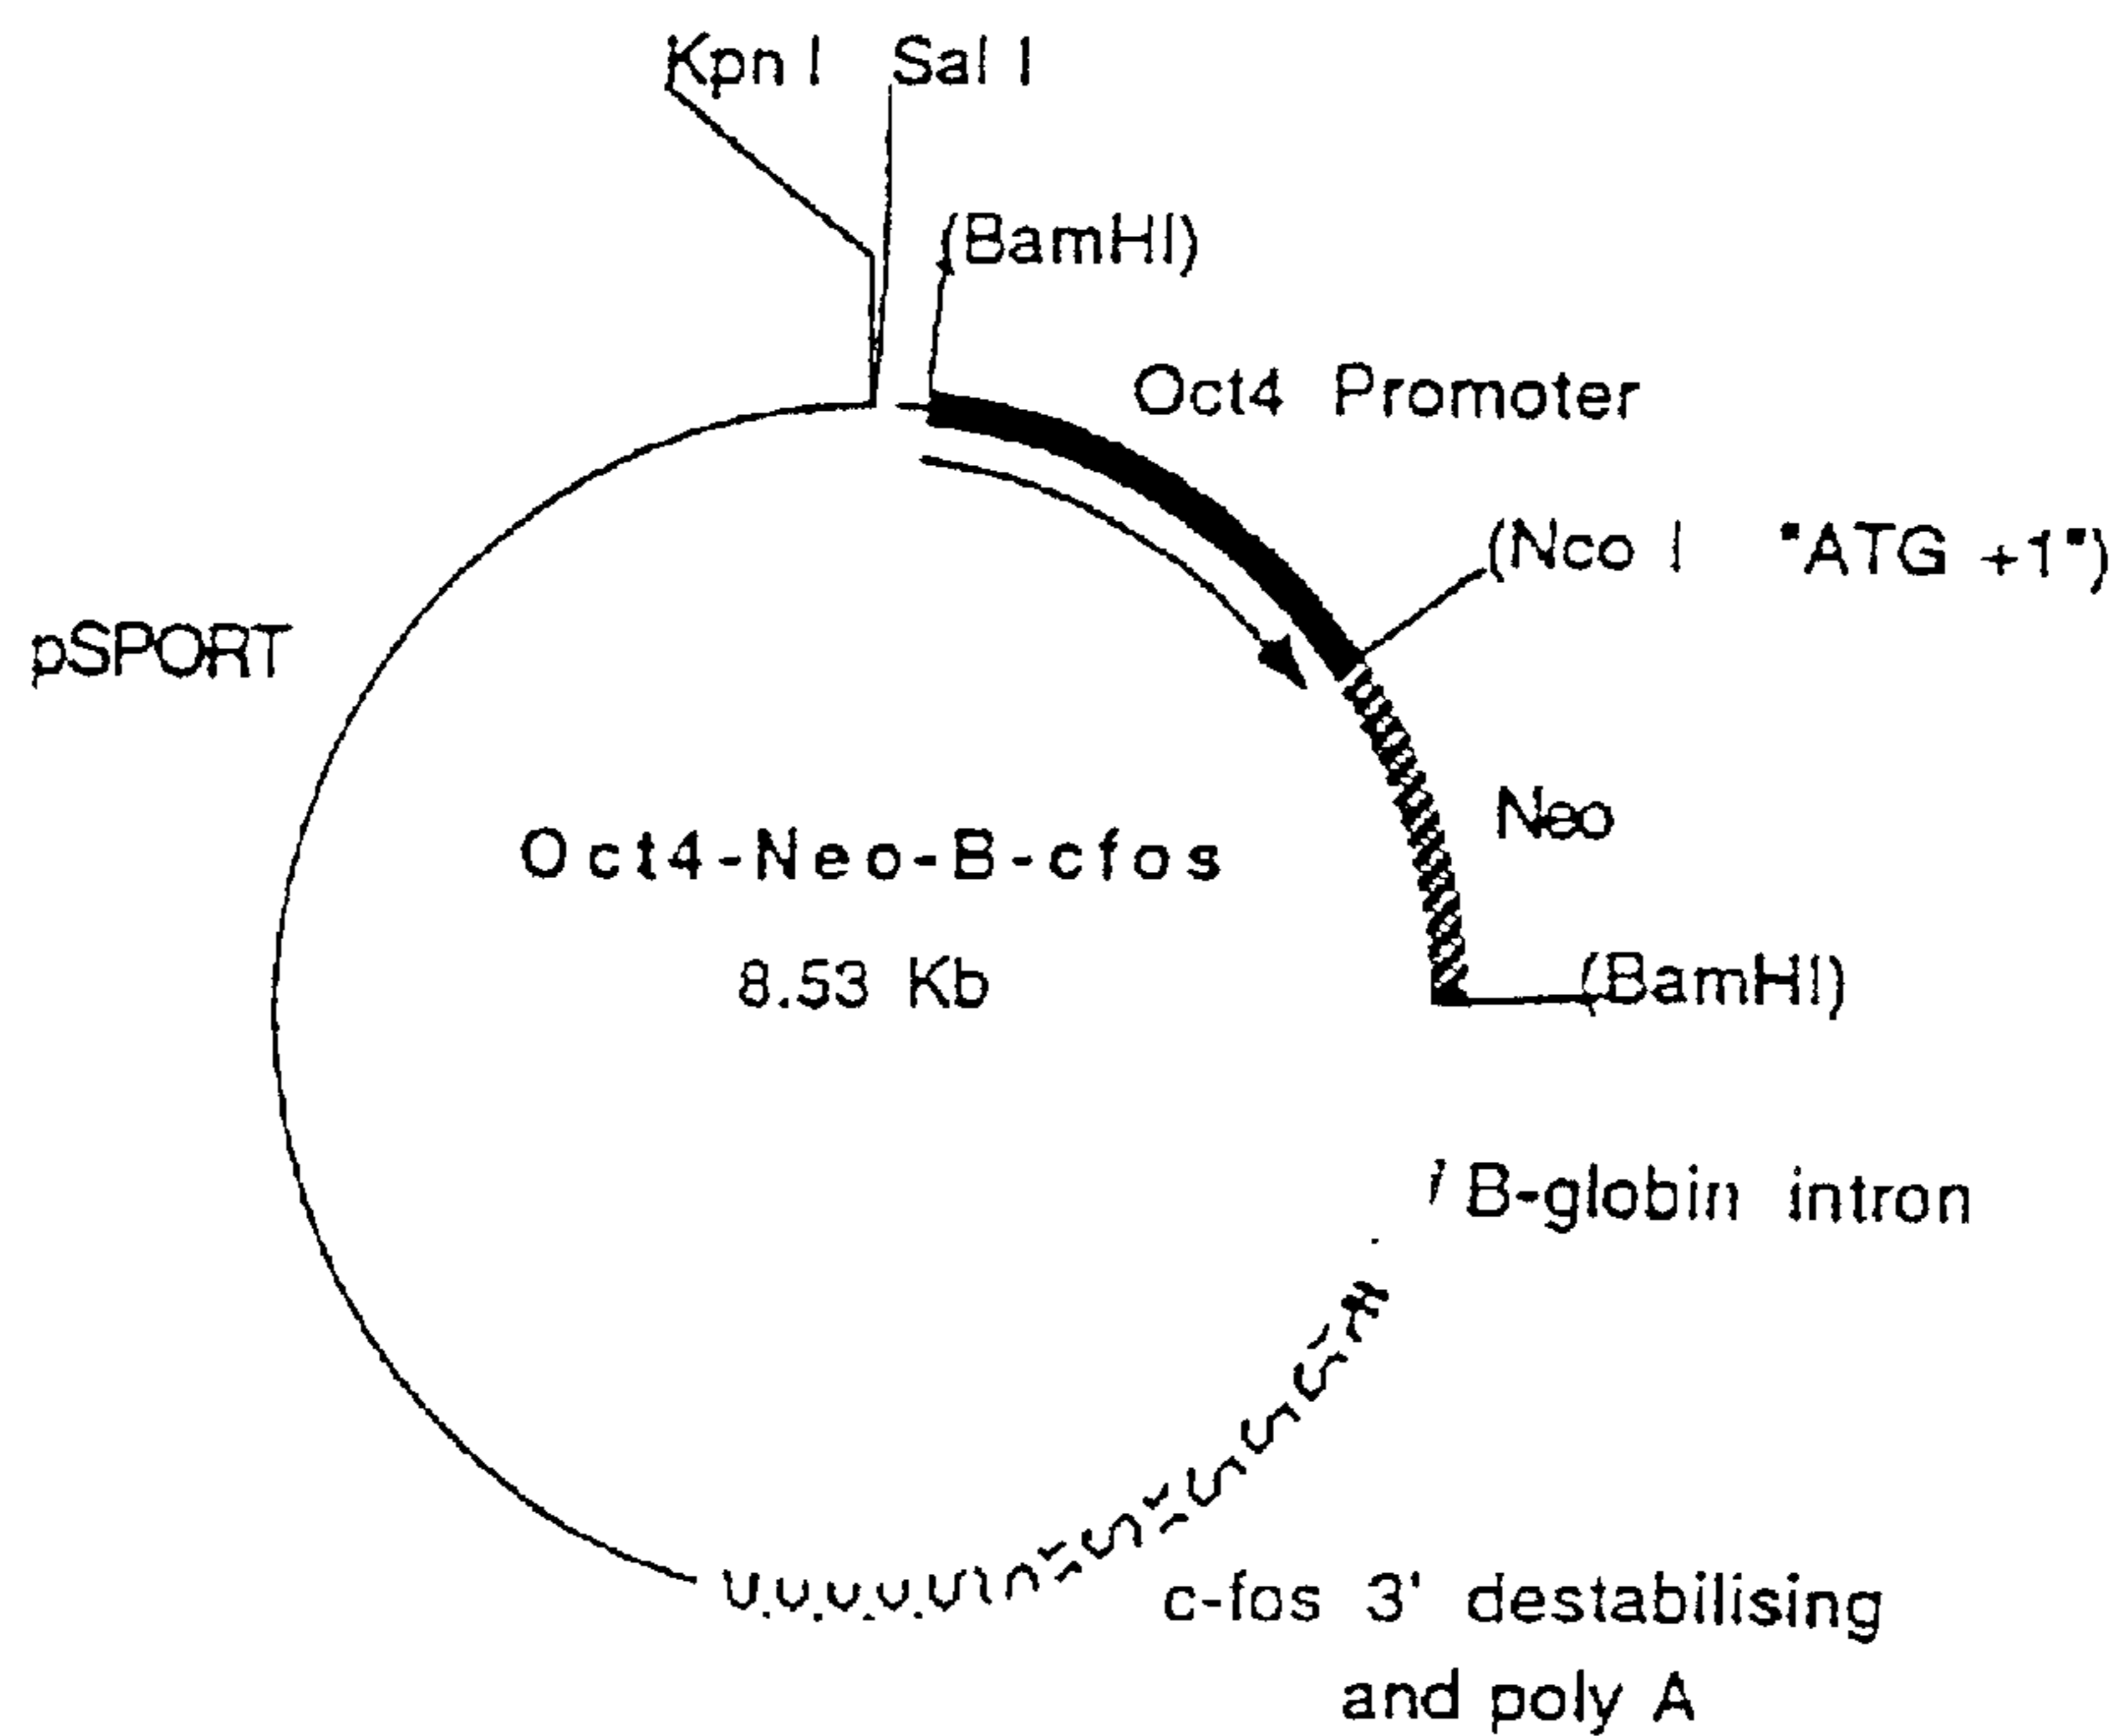 Kpn I Sal I
(BamHI)
Oct4 Promoter
(Nco I "ATG +1")
pSPORT
Neo
Oct4-Neo-B-cfos
8.53 Kb
(BamHI)
B-globin intron
c-fos 3' destabilising
and poly A